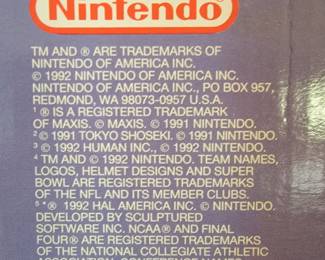 Nintendo
TM AND ® ARE TRADEMARKS OF
NINTENDO OF AMERICA INC.
© 1992 NINTENDO OF AMERICA INC.
NINTENDO OF AMERICA INC., PO BOX 957,
REDMOND, WA 98073-0957 U.S.A.
¹ ® IS A REGISTERED TRADEMARK
OF MAXIS. © MAXIS. © 1991 NINTENDO.
² © 1991 TOKYO SHOSEKI. © 1991 NINTENDO.
³ © 1992 HUMAN INC., © 1992 NINTENDO.
⁴ TM AND © 1992 NINTENDO. TEAM NAMES,
LOGOS, HELMET DESIGNS AND SUPER
BOWL ARE REGISTERED TRADEMARKS
OF THE NFL AND ITS MEMBER CLUBS.
⁵ *® 1992 HAL AMERICA INC. © NINTENDO.
DEVELOPED BY SCULPTURED
SOFTWARE INC. NCAA® AND FINAL
FOUR® ARE REGISTERED TRADEMARKS
OF THE NATIONAL COLLEGIATE ATHLETIC
ASSOCIATION. CONFERENCE NAMES,